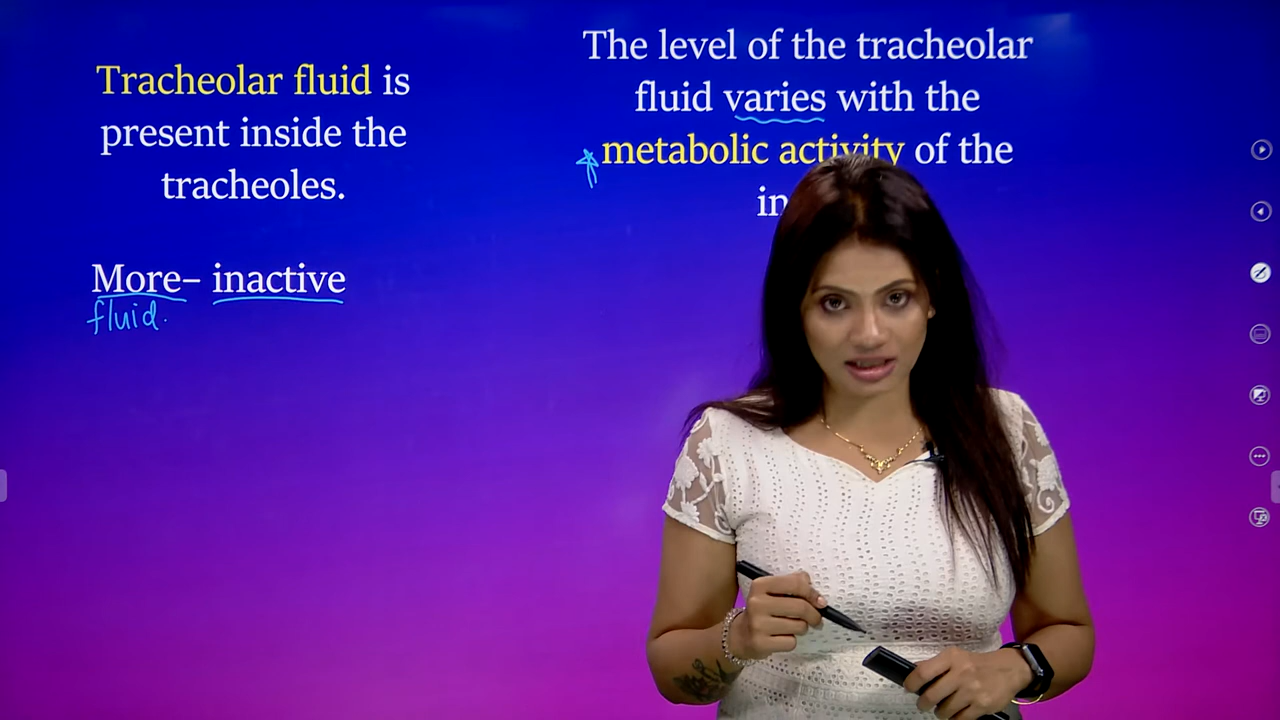 Tracheolar fluid is
present inside the
tracheoles.
More– inactive
fluid.
The level of the tracheolar
fluid varies with the
metabolic activity of the